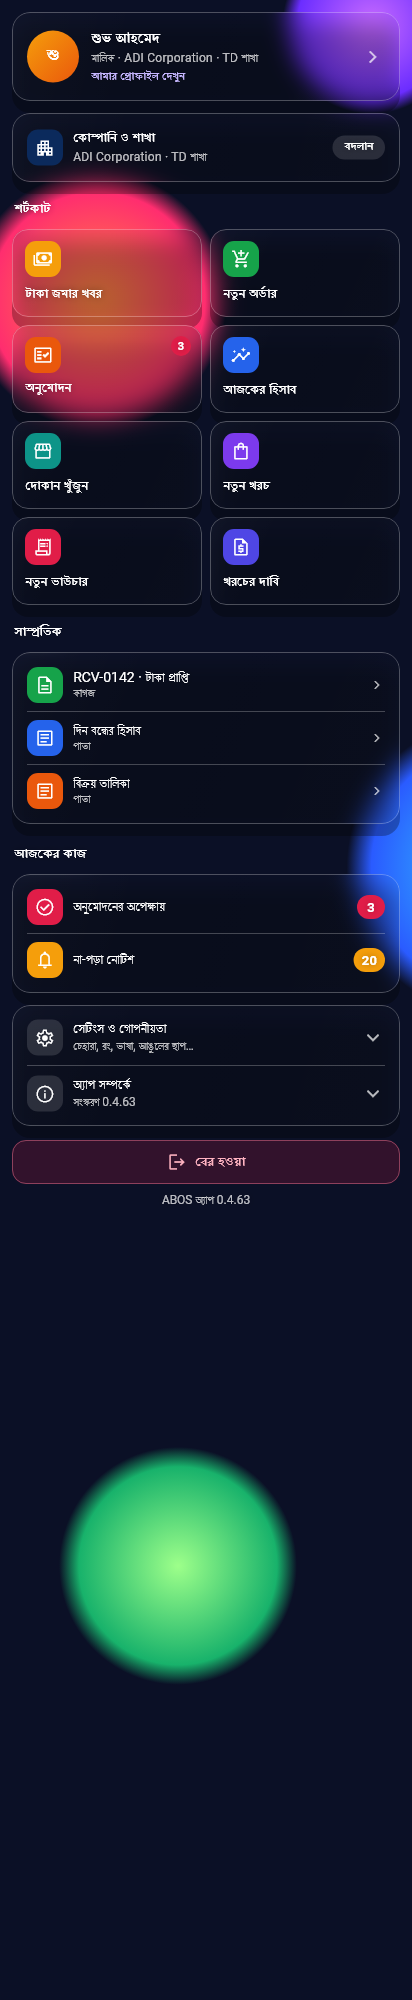 শু
শুভ আহমেদ
মালিক · ADI Corporation · TD শাখা
আমার প্রোফাইল দেখুন
কোম্পানি ও শাখা
ADI Corporation · TD শাখা
বদলান
শর্টকাট
টাকা জমার খবর
নতুন অর্ডার
3
অনুমোদন
আজকের হিসাব
দোকান খুঁজুন
নতুন খরচ
নতুন ভাউচার
খরচের দাবি
সাম্প্রতিক
RCV-0142 · টাকা প্রাপ্তি
কাগজ
দিন বন্ধের হিসাব
পাতা
বিক্রয় তালিকা
পাতা
আজকের কাজ
অনুমোদনের অপেক্ষায়
3
না-পড়া নোটিশ
20
সেটিংস ও গোপনীয়তা
চেহারা, রং, ভাষা, আঙুলের ছাপ...
অ্যাপ সম্পর্কে
সংস্করণ 0.4.63
বের হওয়া
ABOS অ্যাপ 0.4.63